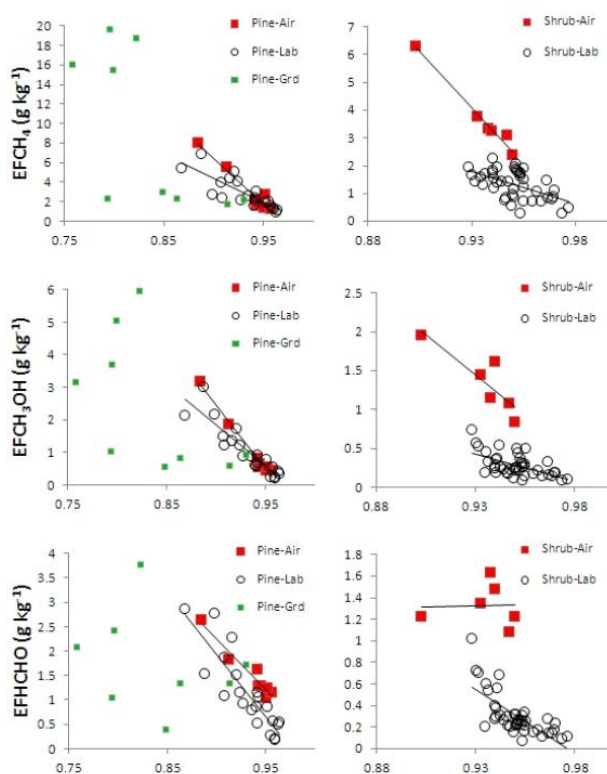 EFCH₄ (g kg⁻¹)
20
18
16
14
12
10
8
6
4
2
0
0.75 0.85 0.95
Pine-Air
Pine-Lab
Pine-Grd
7
6
5
4
3
2
1
0
0.88 0.93 0.98
Shrub-Air
Shrub-Lab
EFCH₃OH (g kg⁻¹)
6
5
4
3
2
1
0
0.75 0.85 0.95
Pine-Air
Pine-Lab
Pine-Grd
2.5
2
1.5
1
0.5
0
0.88 0.93 0.98
Shrub-Air
Shrub-Lab
EFHCHO (g kg⁻¹)
4
3.5
3
2.5
2
1.5
1
0.5
0
0.75 0.85 0.95
Pine-Air
Pine-Lab
Pine-Grd
1.8
1.6
1.4
1.2
1
0.8
0.6
0.4
0.2
0
0.88 0.93 0.98
Shrub-Air
Shrub-Lab